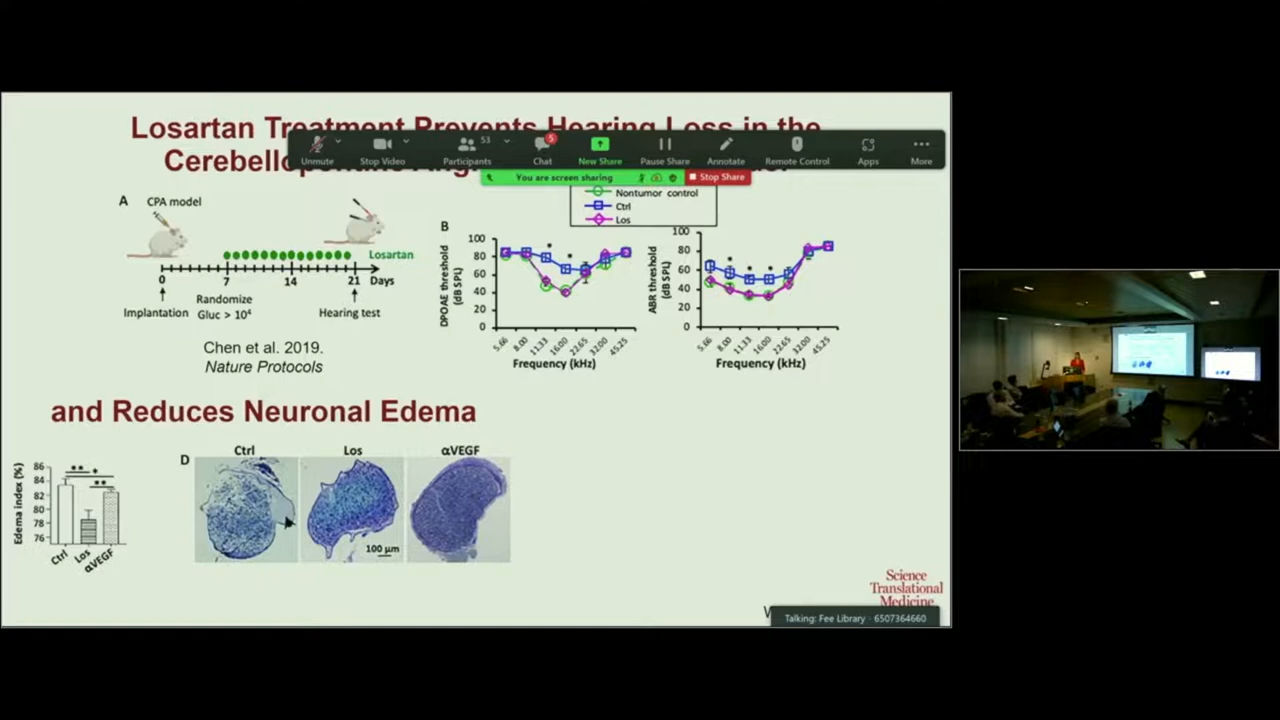 Losartan Treatment Prevents Hearing Loss in the
Unmute
Stop Video
53
Participants
5
Chat
New Share
Pause Share
Annotate
Remote Control
Apps
More
You are screen sharing
Stop Share
A
CPA model
Losartan
0
7
14
21
Days
Implantation
Randomize
Gluc > 10⁴
Hearing test
Chen et al. 2019.
Nature Protocols
Nontumor control
Ctrl
Los
B
DPOAE threshold
(dB SPL)
100
80
60
40
20
0
* *
5.66
8.00
11.33
16.00
22.65
32.00
45.25
Frequency (kHz)
ABR threshold
(dB SPL)
100
80
60
40
20
0
* * *
5.66
8.00
11.33
16.00
22.65
32.00
45.25
Frequency (kHz)
and Reduces Neuronal Edema
Edema index (%)
86
84
82
80
78
76
** *
**
Ctrl
Los
αVEGF
D
Ctrl
Los
αVEGF
100 µm
Science
Translational
Medicine
Talking: Fee Library · 6507364660